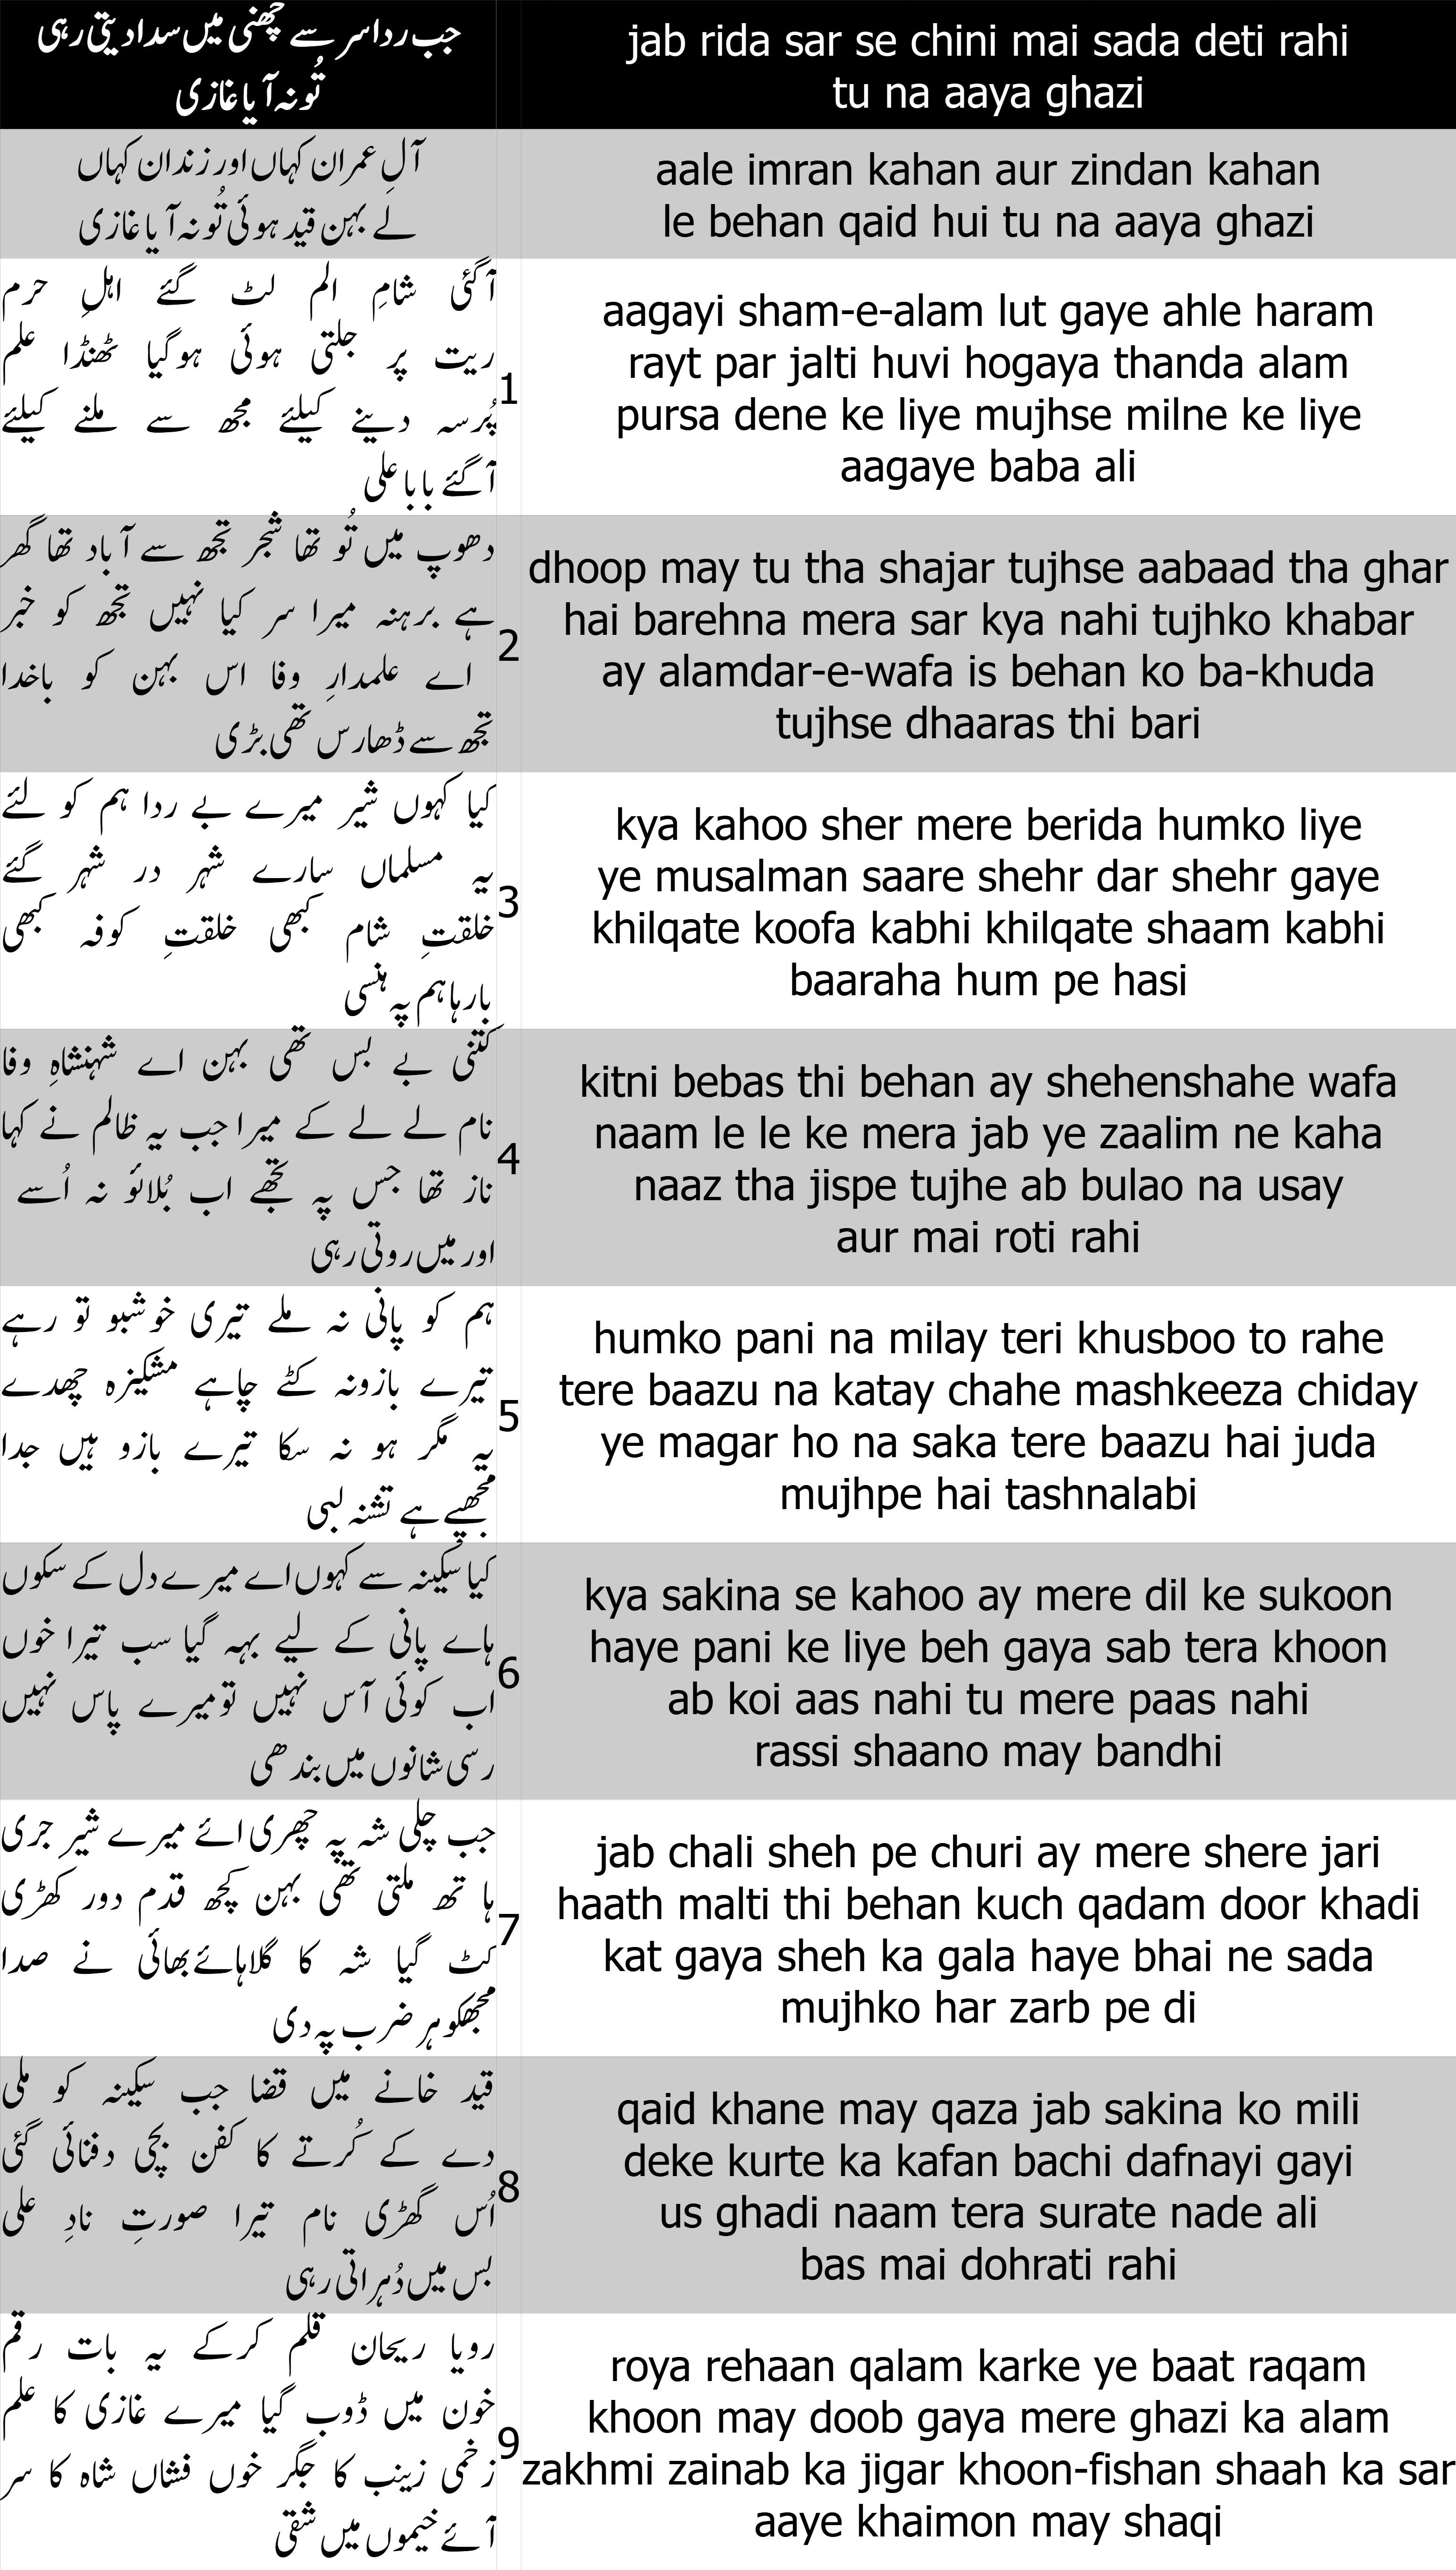 جب ردا سر سے چھنی میں سدا دیتی رہی
تُو نہ آیا غازی
jab rida sar se chini mai sada deti rahi
tu na aaya ghazi
آلِ عمران کہاں اور زندان کہاں
لے بہن قید ہوئی تُو نہ آیا غازی
aale imran kahan aur zindan kahan
le behan qaid hui tu na aaya ghazi
آگئی شامِ الم لٹ گئے اہلِ حرم
ریت پر جلتی ہوئی ہوگیا ٹھنڈا علم
پُرسہ دینے کیلئے مجھ سے ملنے کیلئے
آگئے بابا علی
1
aagayi sham-e-alam lut gaye ahle haram
rayt par jalti huvi hogaya thanda alam
pursa dene ke liye mujhse milne ke liye
aagaye baba ali
دھوپ میں تُو تھا شجر تجھ سے آباد تھا گھر
ہے برہنہ میرا سر کیا نہیں تجھ کو خبر
اے علمدارِ وفا اس بہن کو باخدا
تجھ سے ڈھارس تھی بڑی
2
dhoop may tu tha shajar tujhse aabaad tha ghar
hai barehna mera sar kya nahi tujhko khabar
ay alamdar-e-wafa is behan ko ba-khuda
tujhse dhaaras thi bari
کیا کہوں شیر میرے بے ردا ہم کو لئے
یہ مسلماں سارے شہر در شہر گئے
خلقتِ شام کبھی خلقتِ کوفہ کبھی
بارہا ہم پہ ہنسی
3
kya kahoo sher mere berida humko liye
ye musalman saare shehr dar shehr gaye
khilqate koofa kabhi khilqate shaam kabhi
baaraha hum pe hasi
کتنی بے بس تھی بہن اے شہنشاہِ وفا
نام لے لے کے میرا جب یہ ظالم نے کہا
ناز تھا جس پہ تجھے اب بُلائو نہ اُسے
اور میں روتی رہی
4
kitni bebas thi behan ay shehenshahe wafa
naam le le ke mera jab ye zaalim ne kaha
naaz tha jispe tujhe ab bulao na usay
aur mai roti rahi
ہم کو پانی نہ ملے تیری خوشبو تو رہے
تیرے بازو نہ کٹے چاہے مشکیزہ چھدے
یہ مگر ہو نہ سکا تیرے بازو ہیں جدا
مجھپے ہے تشنہ لبی
5
humko pani na milay teri khusboo to rahe
tere baazu na katay chahe mashkeeza chiday
ye magar ho na saka tere baazu hai juda
mujhpe hai tashnalabi
کیا سکینہ سے کہوں اے میرے دل کے سکوں
ہاے پانی کے لیے بہہ گیا سب تیرا خوں
اب کوئی آس نہیں تو میرے پاس نہیں
رسی شانوں میں بندھی
6
kya sakina se kahoo ay mere dil ke sukoon
haye pani ke liye beh gaya sab tera khoon
ab koi aas nahi tu mere paas nahi
rassi shaano may bandhi
جب چلی شہ پہ چھری ائے میرے شیر جری
ہاتھ ملتی تھی بہن کچھ قدم دور کھڑی
کٹ گیا شہ کا گلا ہائے بھائی نے صدا
مجھکو ہر ضرب پہ دی
7
jab chali sheh pe churi ay mere shere jari
haath malti thi behan kuch qadam door khadi
kat gaya sheh ka gala haye bhai ne sada
mujhko har zarb pe di
قید خانے میں قضا جب سکینہ کو ملی
دے کے کُرتے کا کفن بچی دفنائی گئی
اُس گھڑی نام تیرا صورتِ نادِ علی
بس میں دُہراتی رہی
8
qaid khane may qaza jab sakina ko mili
deke kurte ka kafan bachi dafnayi gayi
us ghadi naam tera surate nade ali
bas mai dohrati rahi
رویا ریحان قلم کرکے یہ بات رقم
خون میں ڈوب گیا میرے غازی کا علم
زخمی زینب کا جگر خوں فشاں شاہ کا سر
آئے خیموں میں شقی
9
roya rehaan qalam karke ye baat raqam
khoon may doob gaya mere ghazi ka alam
zakhmi zainab ka jigar khoon-fishan shaah ka sar
aaye khaimon may shaqi